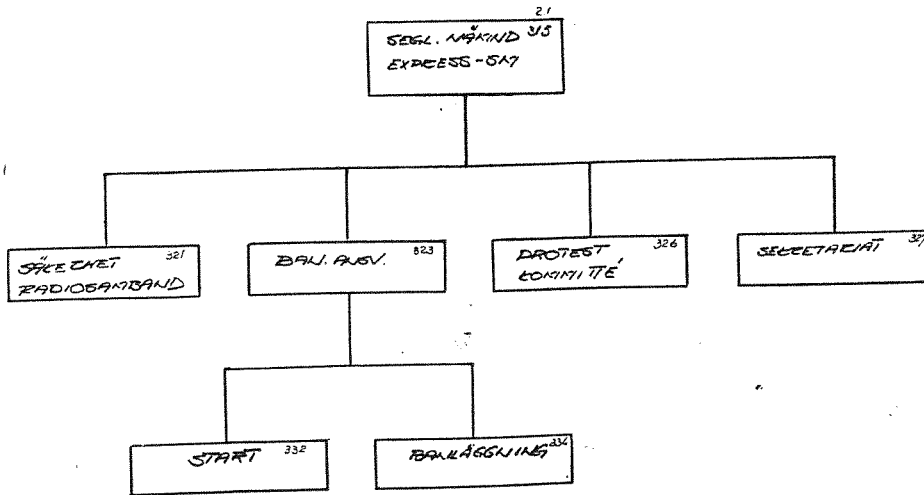 21
SEGL. NÄMND 315
EXPRESS-SM
SÄKERHET 321
RADIOSAMBAND
BAN. ANSV. 323
PROTEST 326
KOMMITTÉ
SEKRETARIAT
START 332
BANLÄGGNING